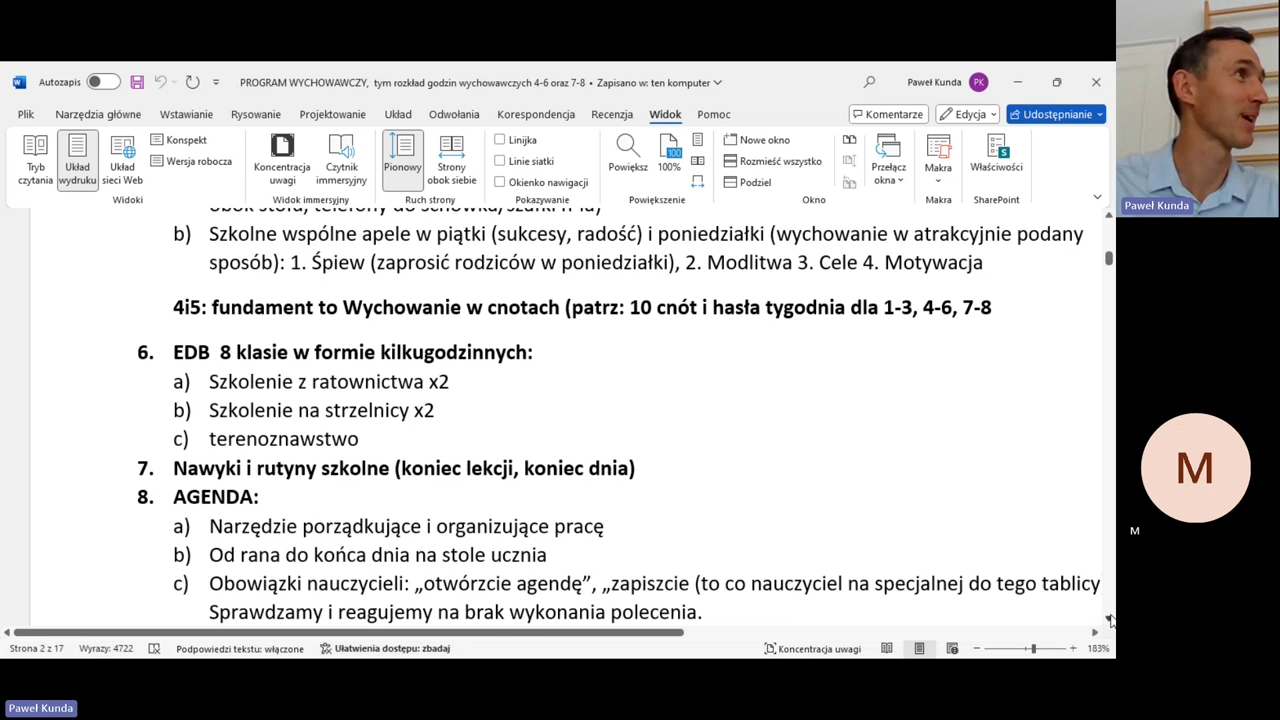 Autozapis
PROGRAM WYCHOWAWCZY, tym rozkład godzin wychowawczych 4-6 oraz 7-8 • Zapisano w: ten komputer
Paweł Kunda PK
Plik Narzędzia główne Wstawianie Rysowanie Projektowanie Układ Odwołania Korespondencja Recenzja Widok Pomoc
Komentarze Edycja Udostępnianie
Tryb czytania
Układ wydruku
Układ sieci Web
Konspekt
Wersja robocza
Widoki
Koncentracja uwagi
Czytnik immersyjny
Widok immersyjny
Pionowy
Strony obok siebie
Ruch stron
Linijka
Linie siatki
Okienko nawigacji
Pokazywanie
Powiększ
100
100%
Powiększenie
Nowe okno
Rozmieść wszystko
Podziel
Przełącz okna
Okno
Makra
Makra
Właściwości
SharePoint
b) Szkolne wspólne apele w piątki (sukcesy, radość) i poniedziałki (wychowanie w atrakcyjnie podany
sposób): 1. Śpiew (zaprosić rodziców w poniedziałki), 2. Modlitwa 3. Cele 4. Motywacja
4i5: fundament to Wychowanie w cnotach (patrz: 10 cnót i hasła tygodnia dla 1-3, 4-6, 7-8
6. EDB 8 klasie w formie kilkugodzinnych:
a) Szkolenie z ratownictwa x2
b) Szkolenie na strzelnicy x2
c) terenoznawstwo
7. Nawyki i rutyny szkolne (koniec lekcji, koniec dnia)
8. AGENDA:
a) Narzędzie porządkujące i organizujące pracę
b) Od rana do końca dnia na stole ucznia
c) Obowiązki nauczycieli: „otwórzcie agendę”, „zapiszcie (to co nauczyciel na specjalnej do tego tablicy
Sprawdzamy i reagujemy na brak wykonania polecenia.
Strona 2 z 17 Wyrazy: 4722 Podpowiedzi tekstu: włączone Ułatwienia dostępu: zbadaj Koncentracja uwagi 183%
Paweł Kunda
M
M
Paweł Kunda